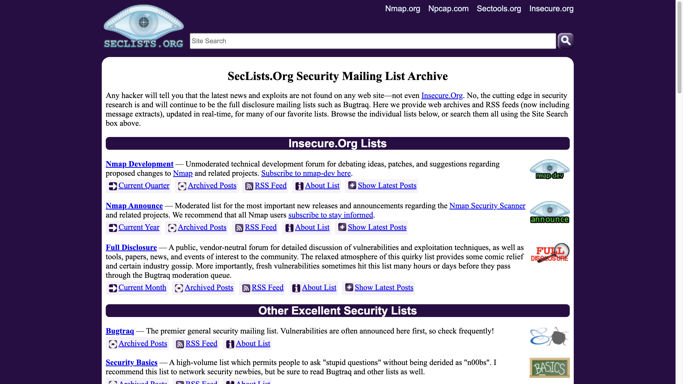 Nmap.org Npcap.com Sectools.org Insecure.org
SECLISTS.ORG
Site Search
SecLists.Org Security Mailing List Archive
Any hacker will tell you that the latest news and exploits are not found on any web site—not even Insecure.Org. No, the cutting edge in security
research is and will continue to be the full disclosure mailing lists such as Bugtraq. Here we provide web archives and RSS feeds (now including
message extracts), updated in real-time, for many of our favorite lists. Browse the individual lists below, or search them all using the Site Search
box above.
Insecure.Org Lists
Nmap Development — Unmoderated technical development forum for debating ideas, patches, and suggestions regarding
proposed changes to Nmap and related projects. Subscribe to nmap-dev here.
nmap-dev
Current Quarter Archived Posts RSS Feed About List Show Latest Posts
Nmap Announce — Moderated list for the most important new releases and announcements regarding the Nmap Security Scanner
and related projects. We recommend that all Nmap users subscribe to stay informed.
announce
Current Year Archived Posts RSS Feed About List Show Latest Posts
Full Disclosure — A public, vendor-neutral forum for detailed discussion of vulnerabilities and exploitation techniques, as well as
tools, papers, news, and events of interest to the community. The relaxed atmosphere of this quirky list provides some comic relief
and certain industry gossip. More importantly, fresh vulnerabilities sometimes hit this list many hours or days before they pass
through the Bugtraq moderation queue.
FULL
DISCLOSURE
Current Month Archived Posts RSS Feed About List Show Latest Posts
Other Excellent Security Lists
Bugtraq — The premier general security mailing list. Vulnerabilities are often announced here first, so check frequently!
Archived Posts RSS Feed About List
Security Basics — A high-volume list which permits people to ask "stupid questions" without being derided as "n00bs". I
recommend this list to network security newbies, but be sure to read Bugtraq and other lists as well.
BASICS
Archived Posts RSS Feed About List